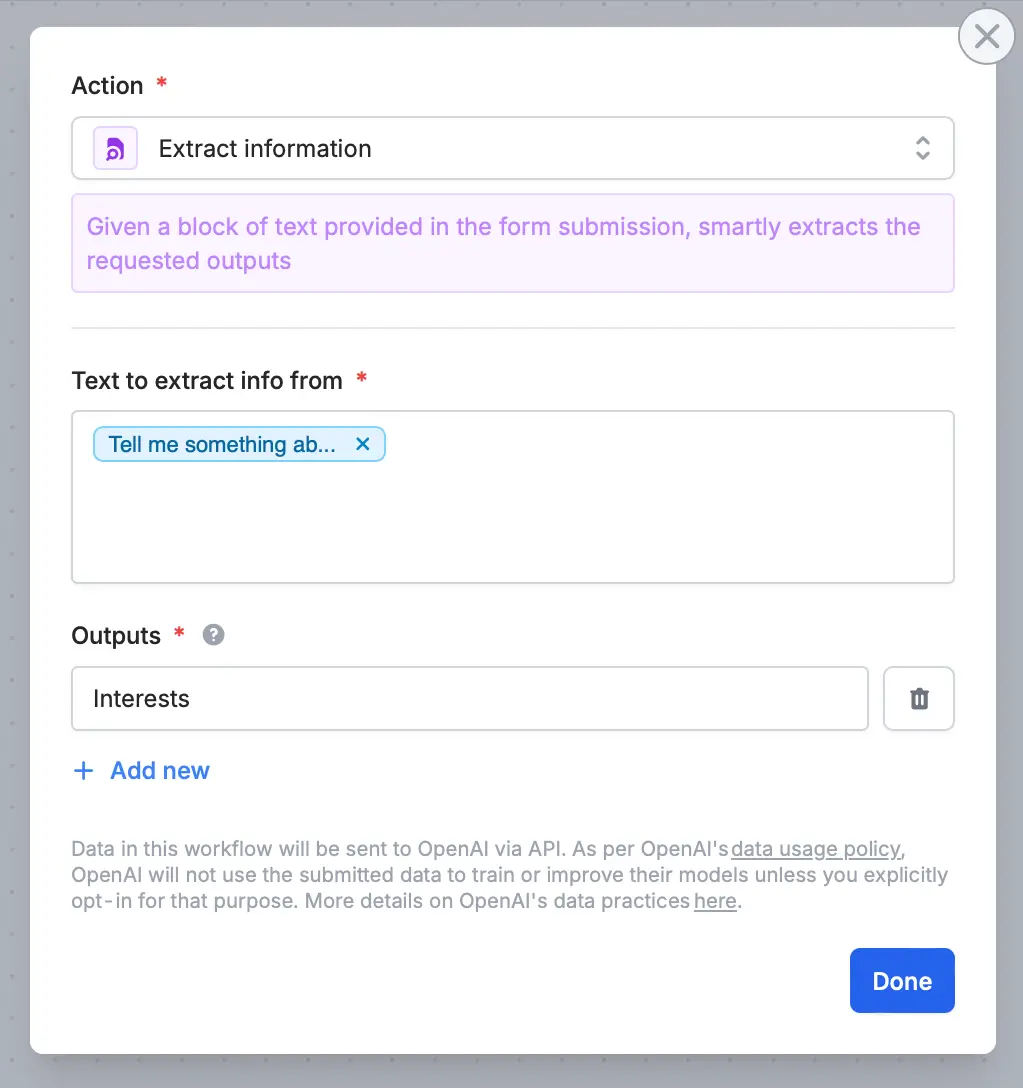 Action *
Extract information
Given a block of text provided in the form submission, smartly extracts the
requested outputs
Text to extract info from *
Tell me something ab... ×
Outputs * ?
Interests
+ Add new
Data in this workflow will be sent to OpenAI via API. As per OpenAI's data usage policy,
OpenAI will not use the submitted data to train or improve their models unless you explicitly
opt-in for that purpose. More details on OpenAI's data practices here.
Done